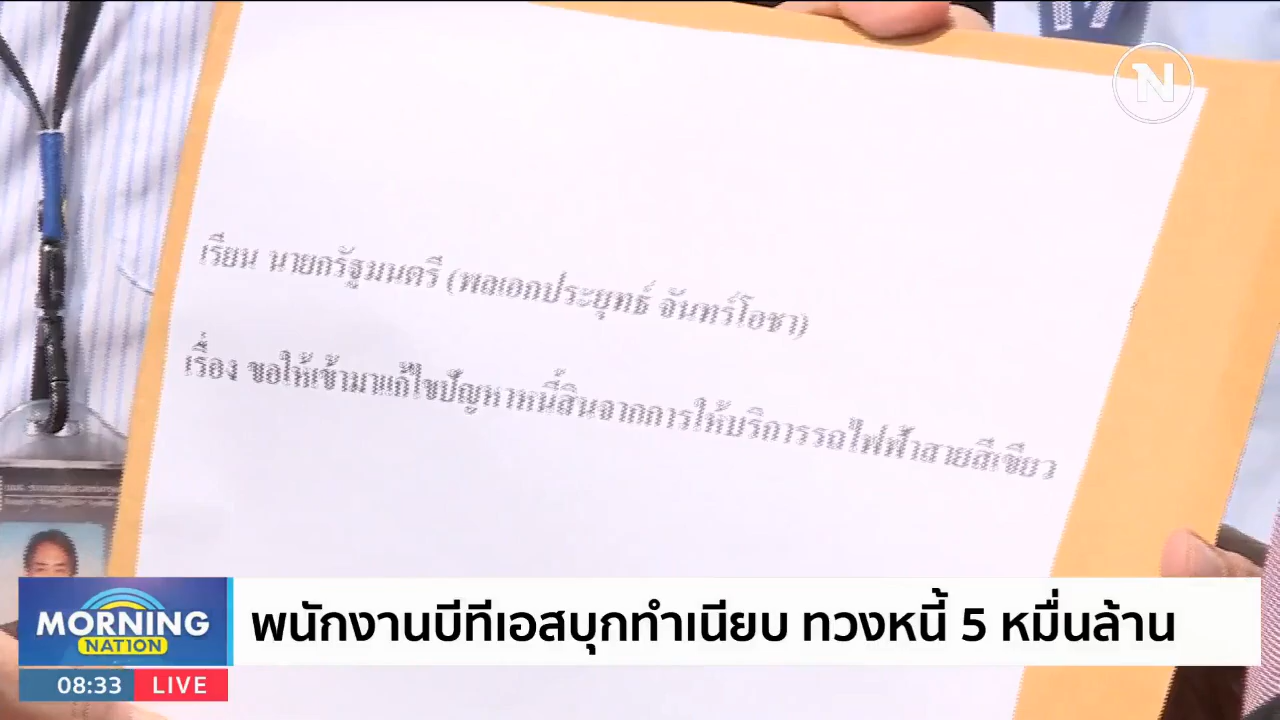 N
เรียน นายกรัฐมนตรี (พลเอกประยุทธ์ จันทร์โอชา)
เรื่อง ขอให้เข้ามาแก้ไขปัญหาหนี้สินจากการให้บริการรถไฟฟ้าสายสีเขียว
MORNING
NATION
พนักงานบีทีเอสบุกทำเนียบ ทวงหนี้ 5 หมื่นล้าน
08:33 LIVE